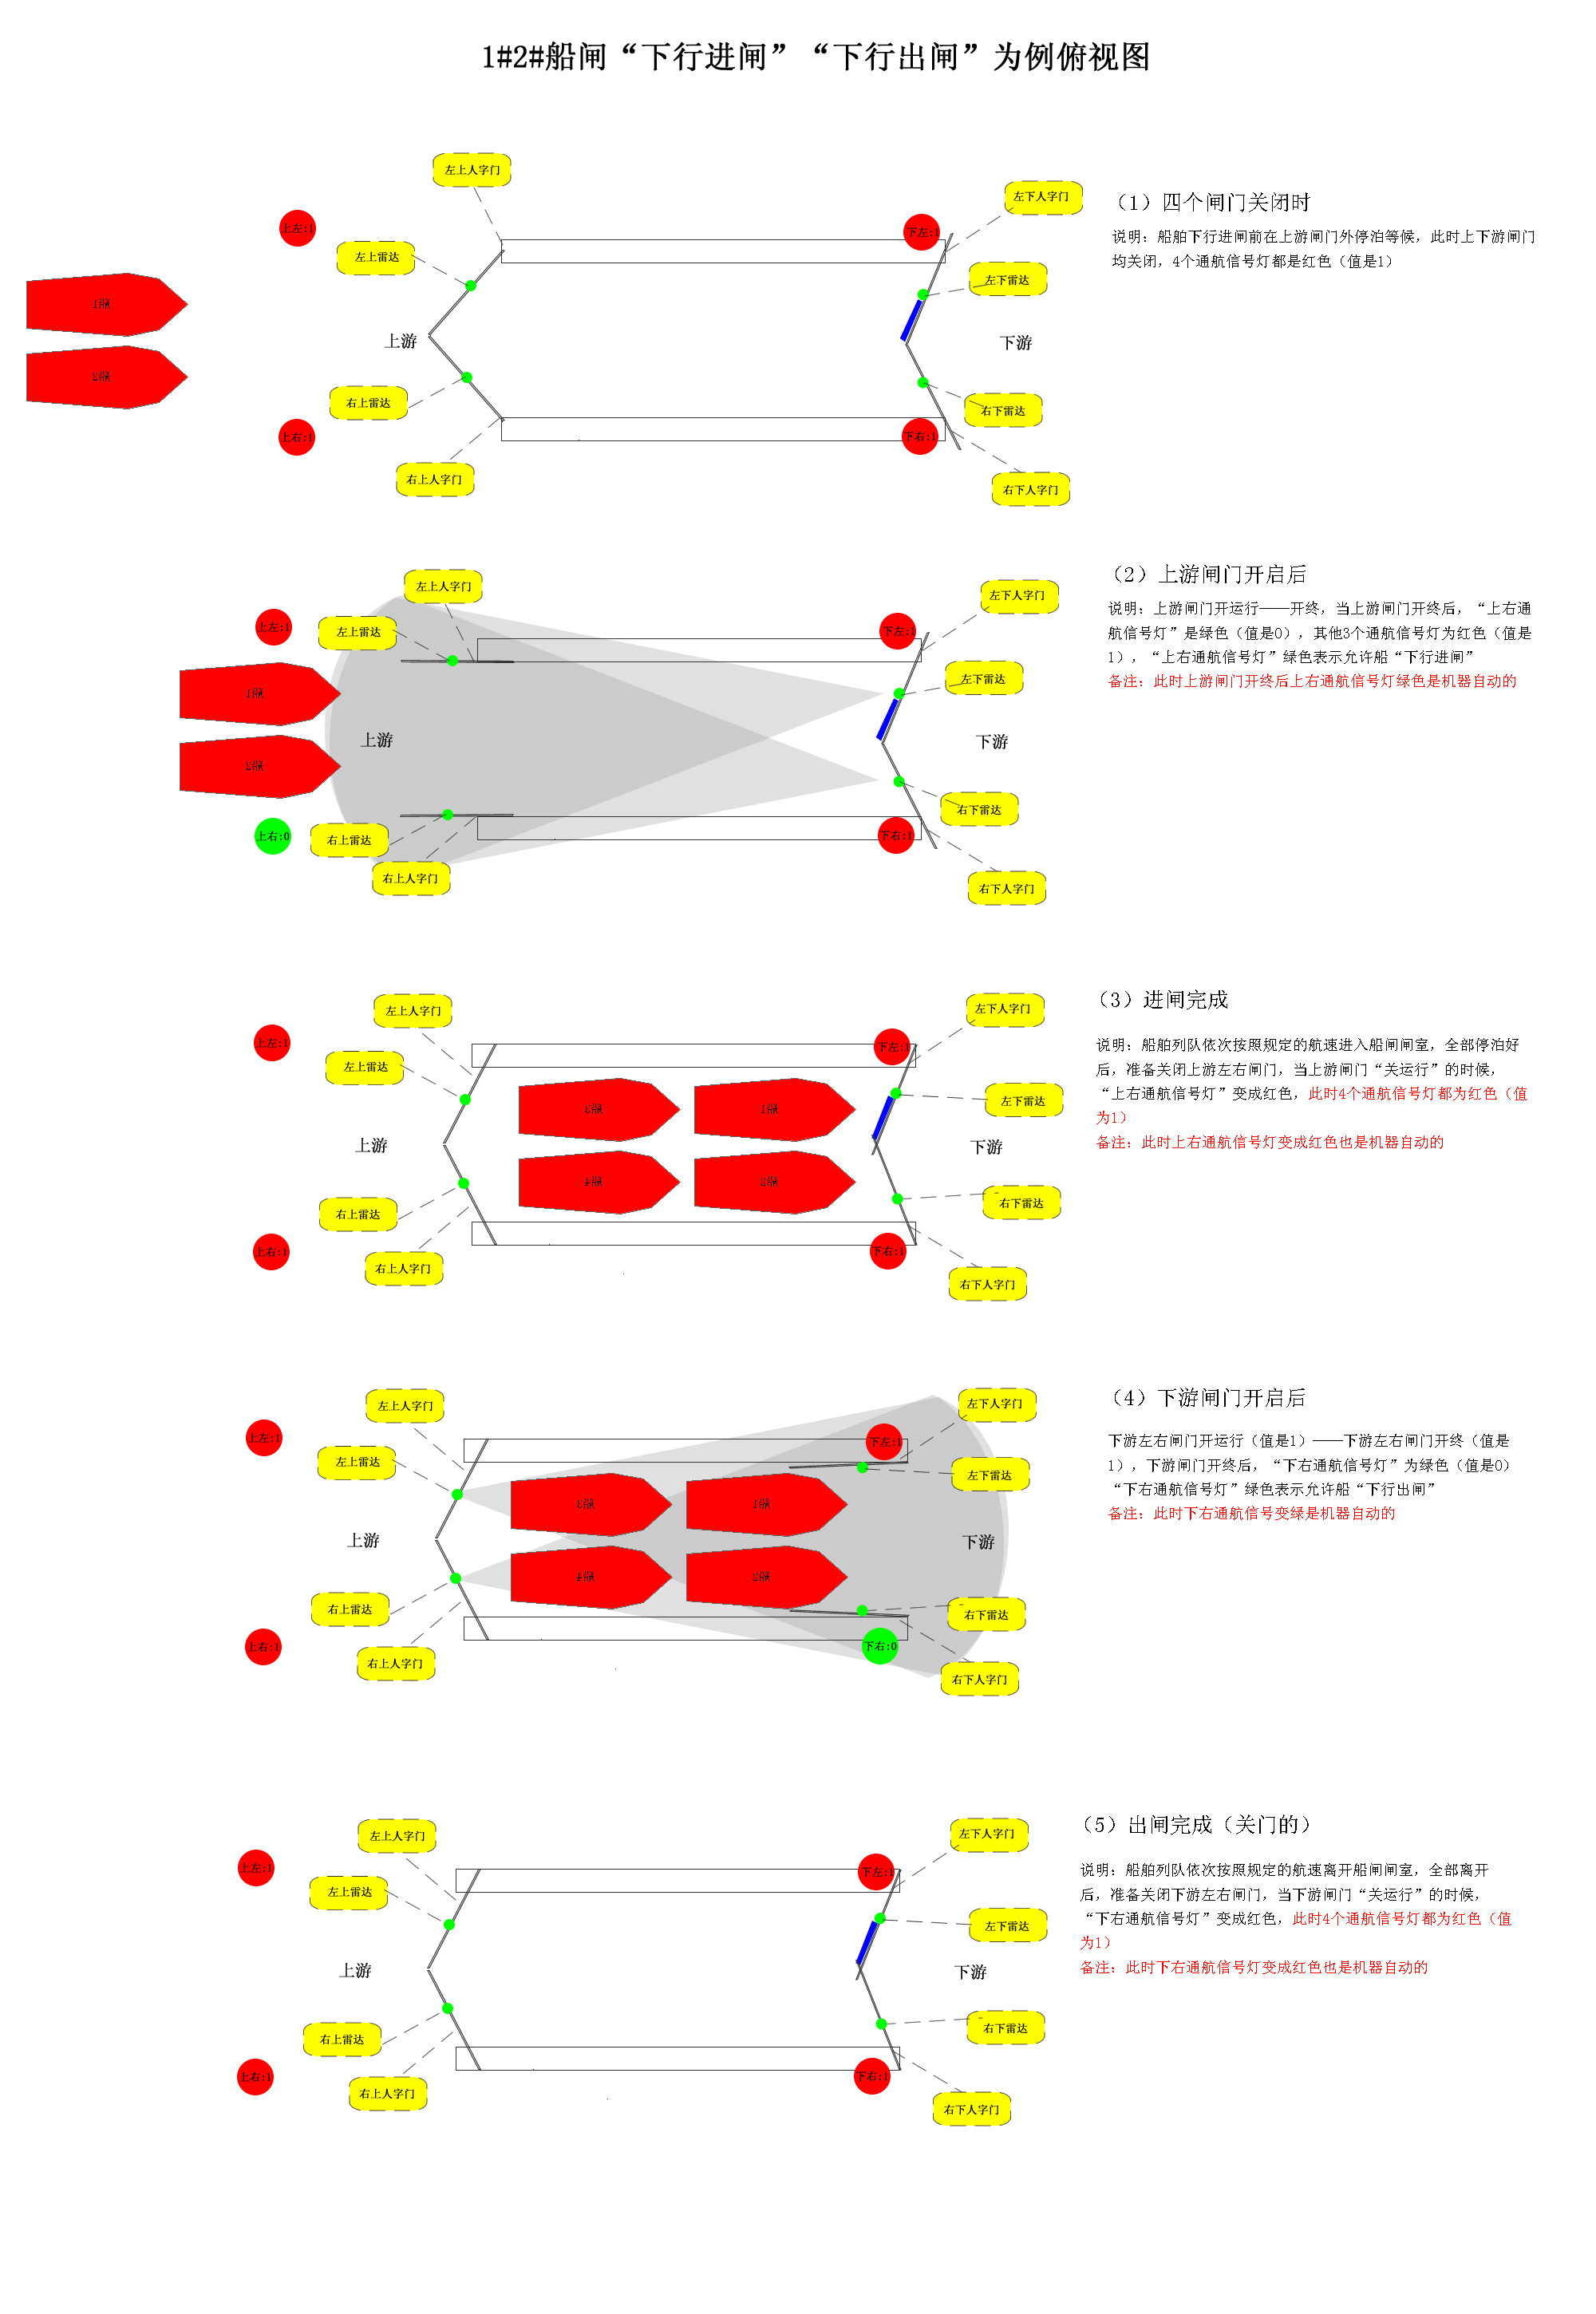 1#2#船闸“下行进闸”“下行出闸”为例俯视图
左上人字门
左下人字门
上左:1
下左:1
左上雷达
左下雷达
船1
船2
上游
下游
右上雷达
右下雷达
上右:1
下右:1
右上人字门
右下人字门
（1）四个闸门关闭时
说明：船舶下行进闸前在上游闸门外停泊等候，此时上下游闸门
均关闭，4个通航信号灯都是红色（值是1）
左上人字门
左下人字门
上左:1
下左:1
左上雷达
左下雷达
船1
船2
上游
下游
上右:0
右上雷达
右下雷达
下右:1
右上人字门
右下人字门
（2）上游闸门开启后
说明：上游闸门开运行——开终，当上游闸门开终后，“上右通
航信号灯”是绿色（值是0），其他3个通航信号灯为红色（值是
1），“上右通航信号灯”绿色表示允许船“下行进闸”
备注：此时上游闸门开终后上右通航信号灯绿色是机器自动的
左上人字门
左下人字门
上左:1
下左:1
左上雷达
左下雷达
船3
船1
船4
船2
上游
下游
右上雷达
右下雷达
上右:1
下右:1
右上人字门
右下人字门
（3）进闸完成
说明：船舶列队依次按照规定的航速进入船闸闸室，全部停泊好
后，准备关闭上游左右闸门，当上游闸门“关运行”的时候，
“上右通航信号灯”变成红色，此时4个通航信号灯都为红色（值
为1）
备注：此时上右通航信号灯变成红色也是机器自动的
左上人字门
左下人字门
上左:1
下左:1
左上雷达
左下雷达
船3
船1
船4
船2
上游
下游
右上雷达
右下雷达
上右:1
下右:0
右上人字门
右下人字门
（4）下游闸门开启后
下游左右闸门开运行（值是1）——下游左右闸门开终（值是
1），下游闸门开终后，“下右通航信号灯”为绿色（值是0）
“下右通航信号灯”绿色表示允许船“下行出闸”
备注：此时下右通航信号变绿是机器自动的
左上人字门
左下人字门
上左:1
下左:1
左上雷达
左下雷达
上游
下游
右上雷达
右下雷达
上右:1
下右:1
右上人字门
右下人字门
（5）出闸完成（关门的）
说明：船舶列队依次按照规定的航速离开船闸闸室，全部离开
后，准备关闭下游左右闸门，当下游闸门“关运行”的时候，
“下右通航信号灯”变成红色，此时4个通航信号灯都为红色（值
为1）
备注：此时下右通航信号灯变成红色也是机器自动的